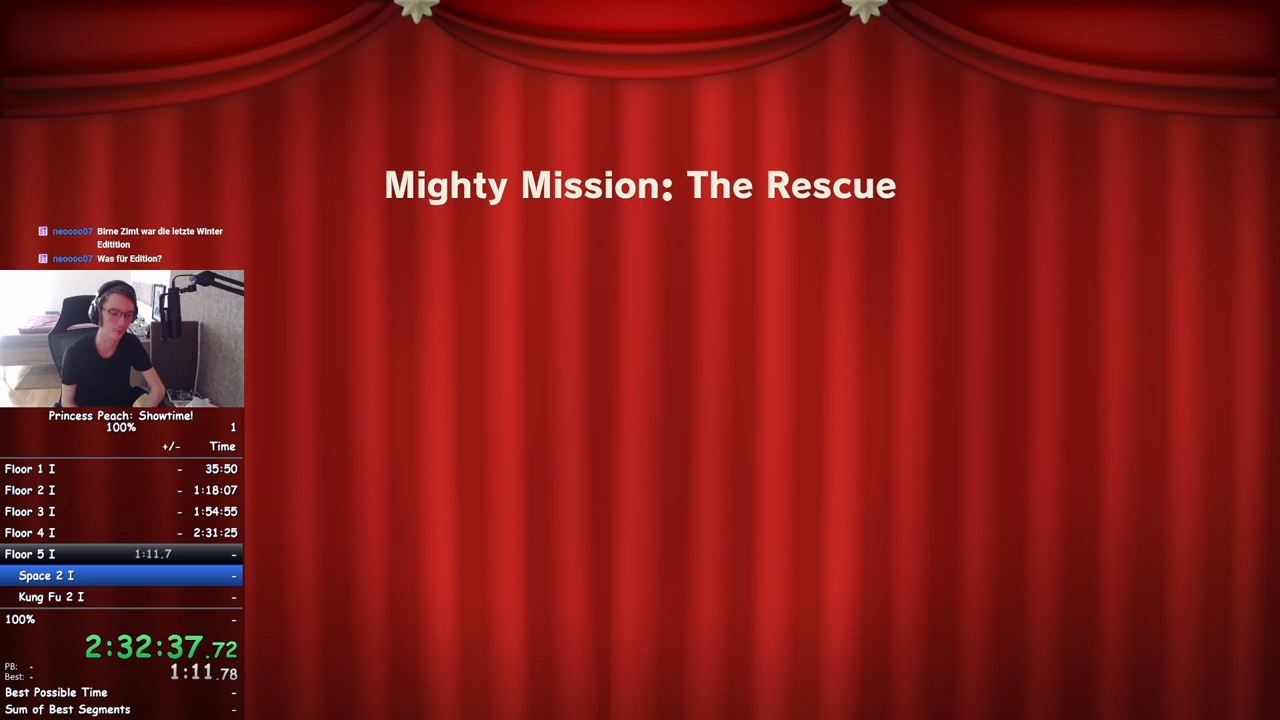 Mighty Mission: The Rescue
neoooo07 Birne Zimt war die letzte Winter
Editition
neoooo07 Was für Edition?
Princess Peach: Showtime!
100% 1
+/- Time
Floor 1 I - 35:50
Floor 2 I - 1:18:07
Floor 3 I - 1:54:55
Floor 4 I - 2:31:25
Floor 5 I 1:11.7 -
Space 2 I -
Kung Fu 2 I -
100% -
2:32:37.72
PB: -
1:11.78
Best: -
Best Possible Time -
Sum of Best Segments -